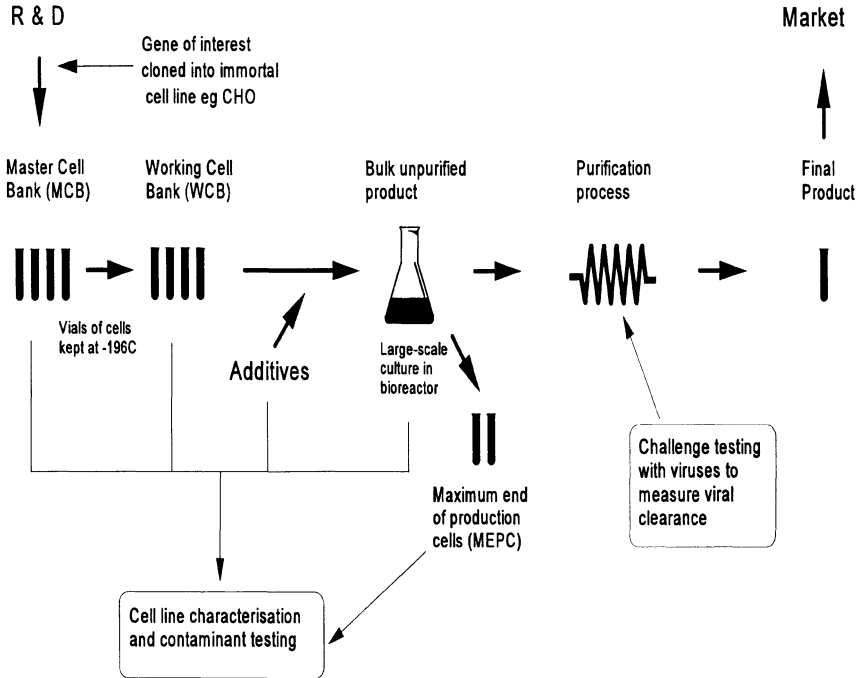 R & D
Market
Gene of interest
cloned into immortal
cell line eg CHO
Master Cell
Bank (MCB)
Working Cell
Bank (WCB)
Bulk unpurified
product
Purification
process
Final
Product
Vials of cells
kept at -196C
Additives
Large-scale
culture in
bioreactor
Maximum end
of production
cells (MEPC)
Challenge testing
with viruses to
measure viral
clearance
Cell line characterisation
and contaminant testing